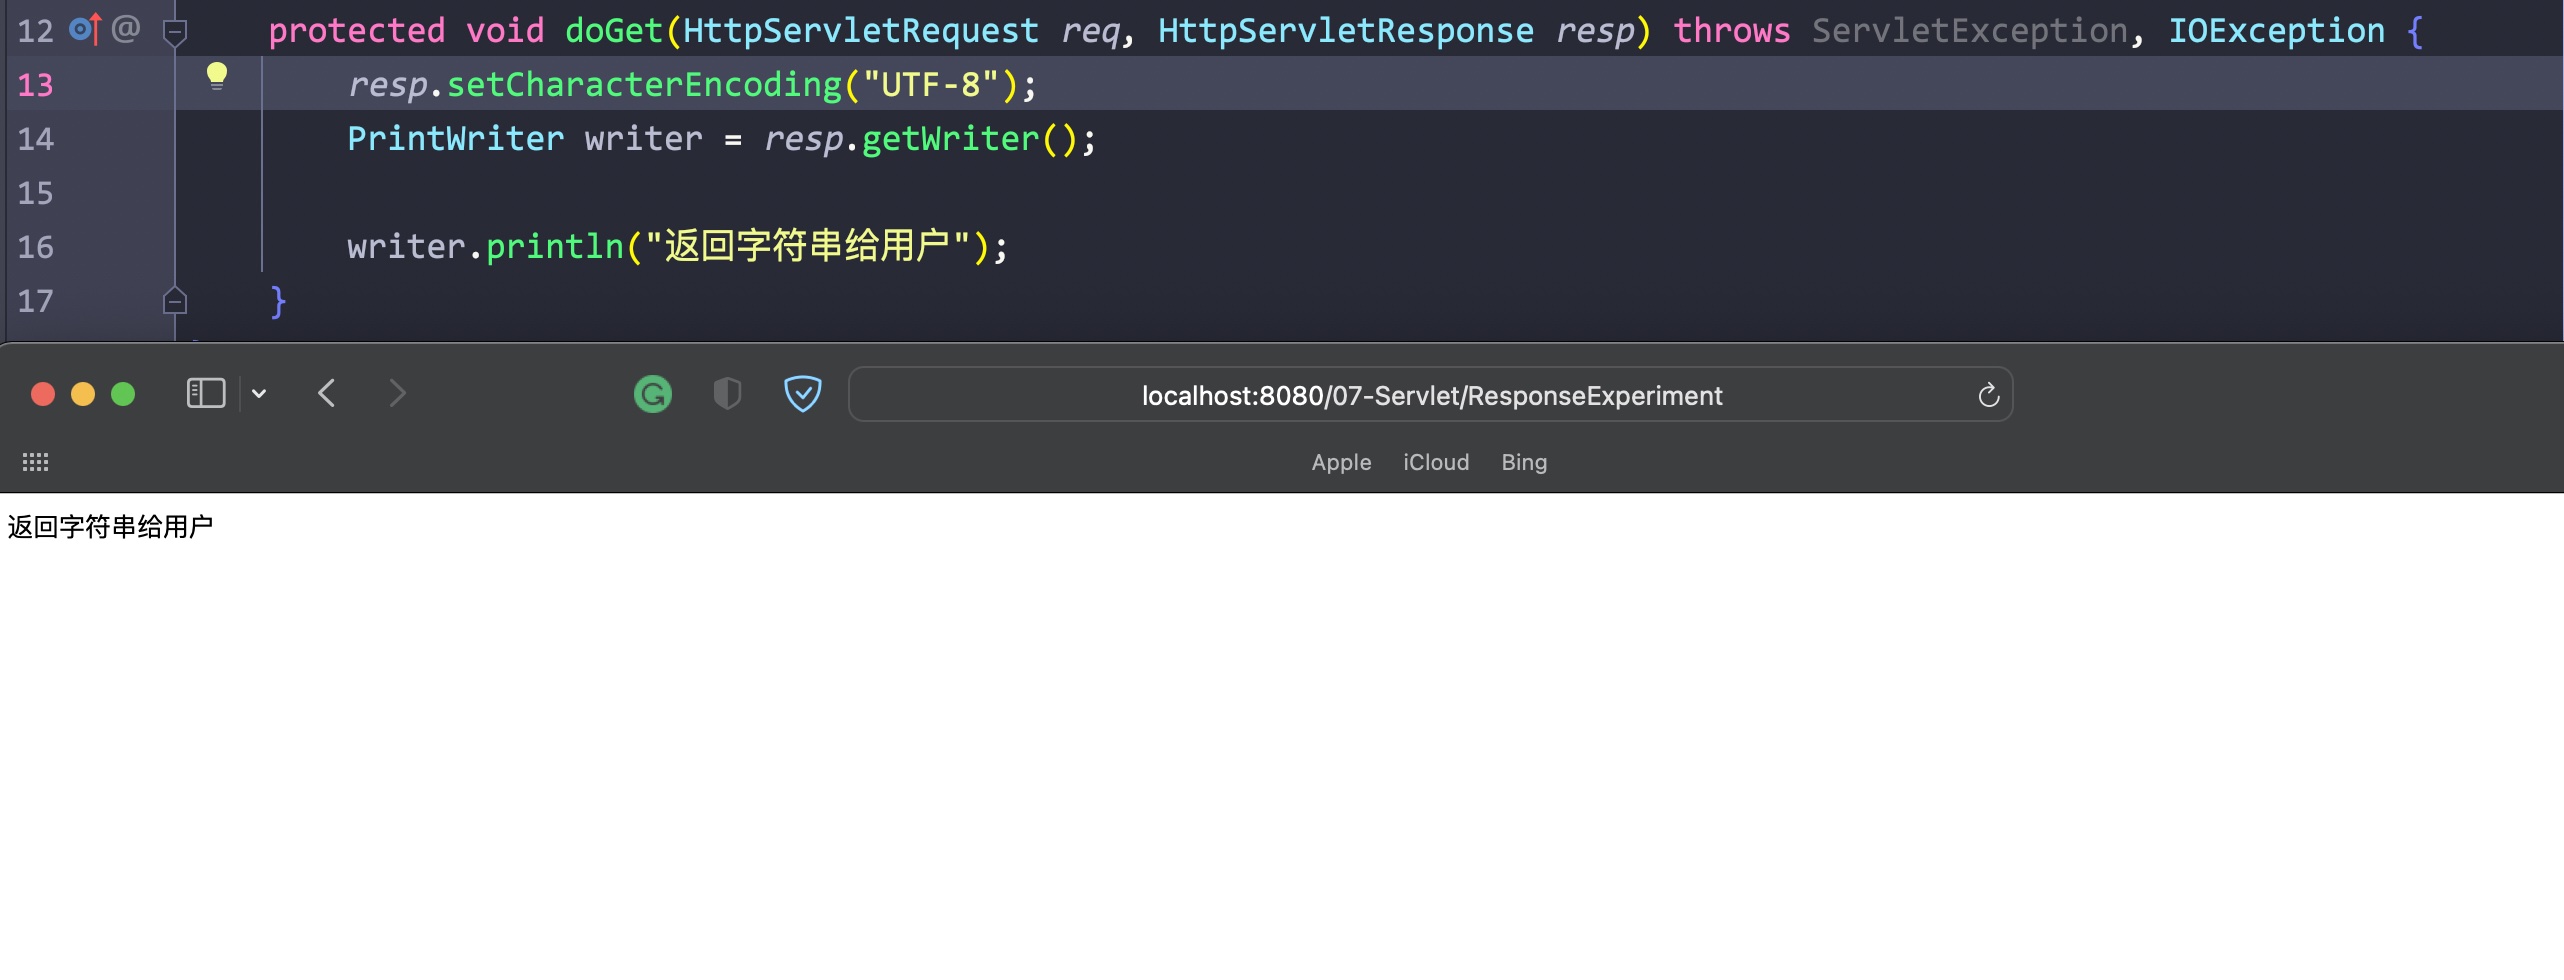 12 @ protected void doGet(HttpServletRequest req, HttpServletResponse resp) throws ServletException, IOException {
13 resp.setCharacterEncoding("UTF-8");
14 PrintWriter writer = resp.getWriter();
15
16 writer.println("返回字符串给用户");
17 }
localhost:8080/07-Servlet/ResponseExperiment
Apple iCloud Bing
返回字符串给用户